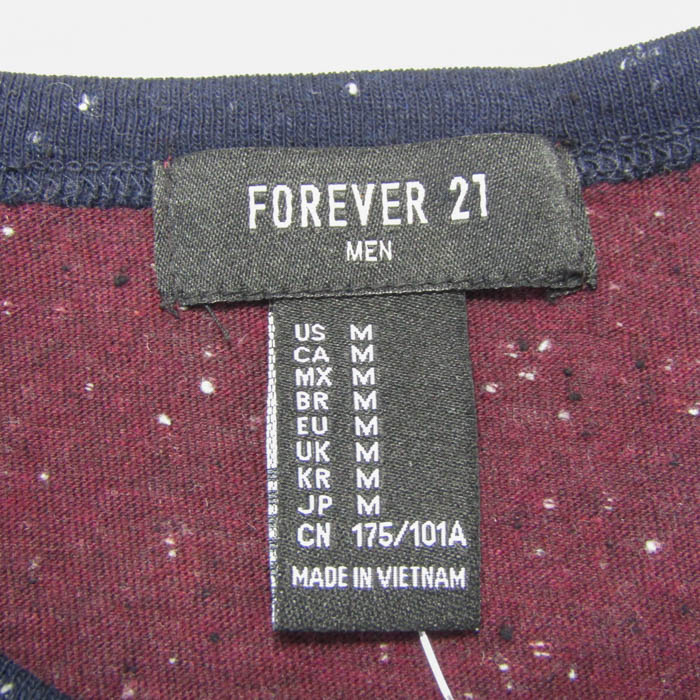 FOREVER 21
MEN
US M
CA M
MX M
BR M
EU M
UK M
KR M
JP M
CN 175/101A
MADE IN VIETNAM